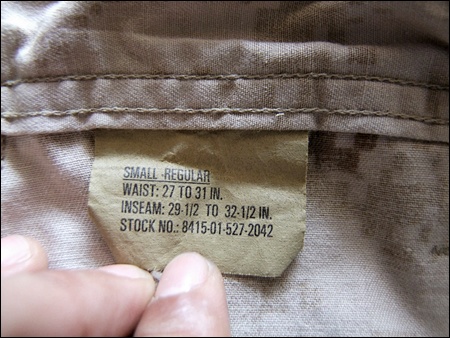 SMALL-REGULAR
WAIST: 27 TO 31 IN.
INSEAM: 29-1/2 TO 32-1/2 IN.
STOCK NO.: 8415-01-527-2042